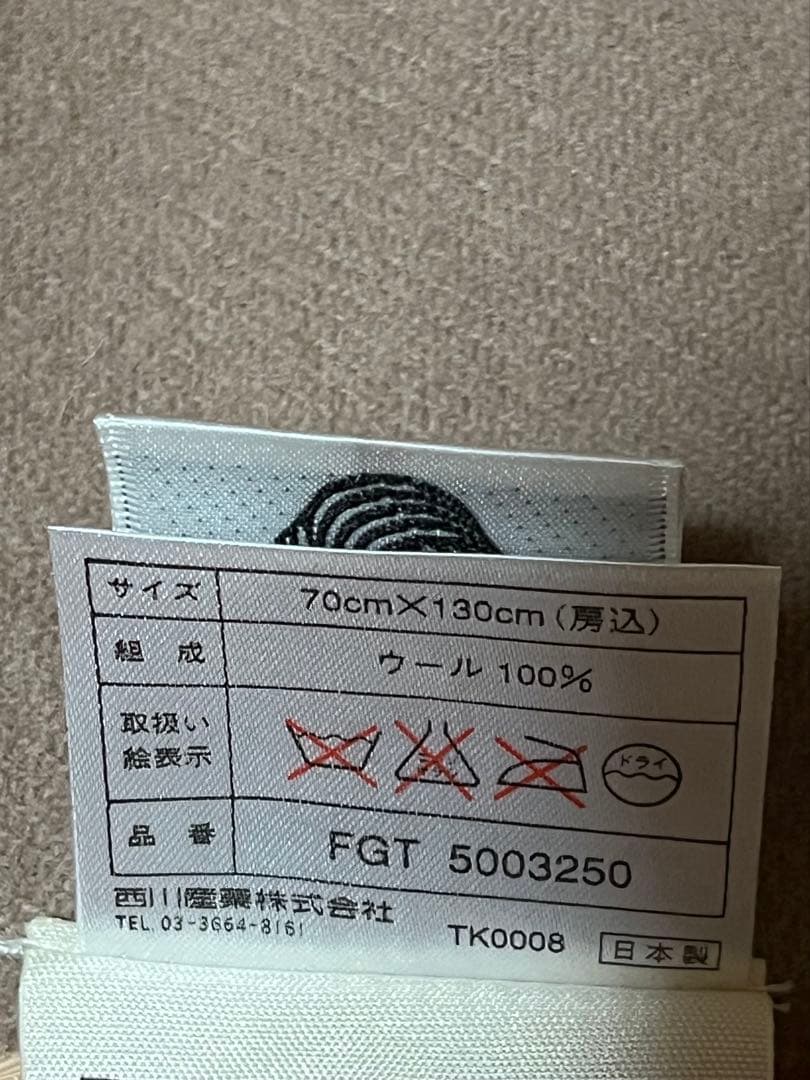 サイズ 70cm×130cm(房込)
組 成 ウール 100%
取扱い
絵表示
ドライ
品 番 FGT 5003250
西川産業株式会社
TEL. 03-3664-8161
TK0008 日本製